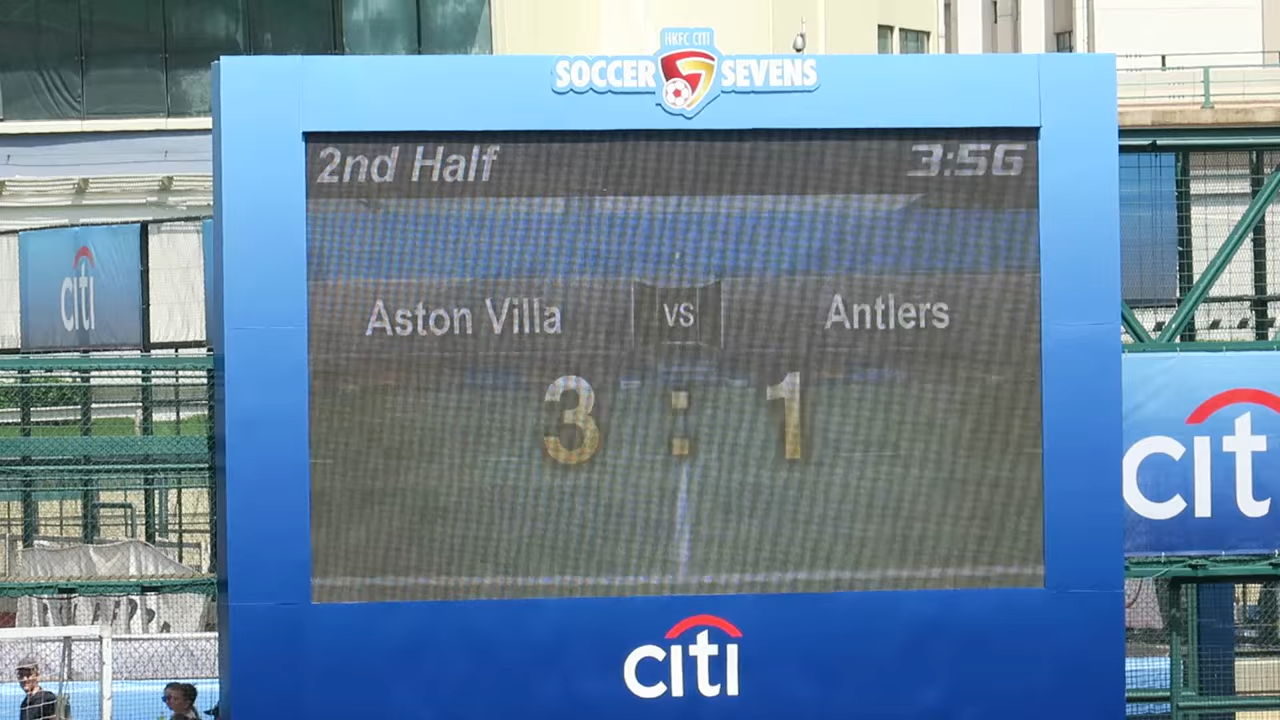 HKFC CITI
SOCCER SEVENS
2nd Half 3:56
Aston Villa VS Antlers
3 : 1
citi
citi
citi